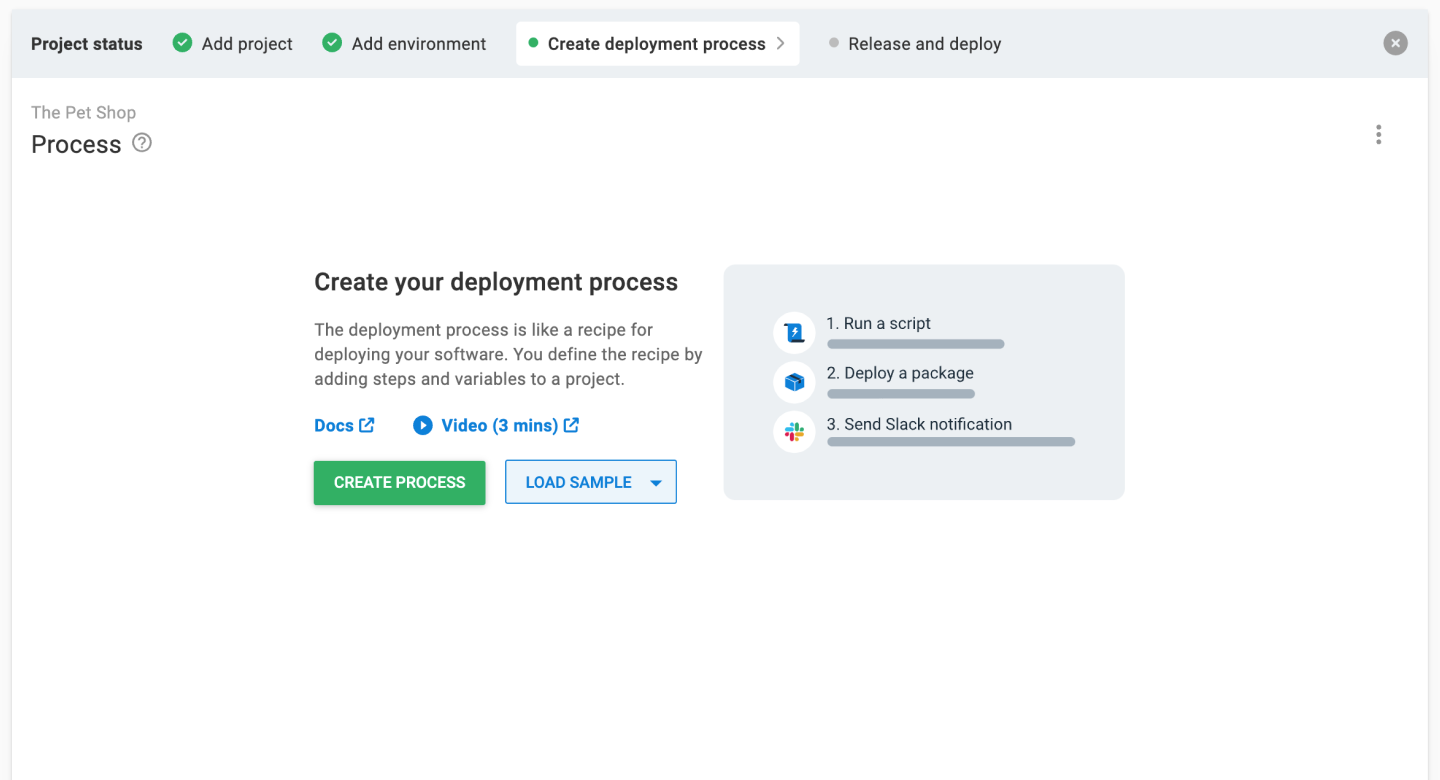 Project status
Add project
Add environment
Create deployment process
Release and deploy
The Pet Shop
Process
Create your deployment process
The deployment process is like a recipe for
deploying your software. You define the recipe by
adding steps and variables to a project.
Docs
Video (3 mins)
CREATE PROCESS
LOAD SAMPLE
1. Run a script
2. Deploy a package
3. Send Slack notification